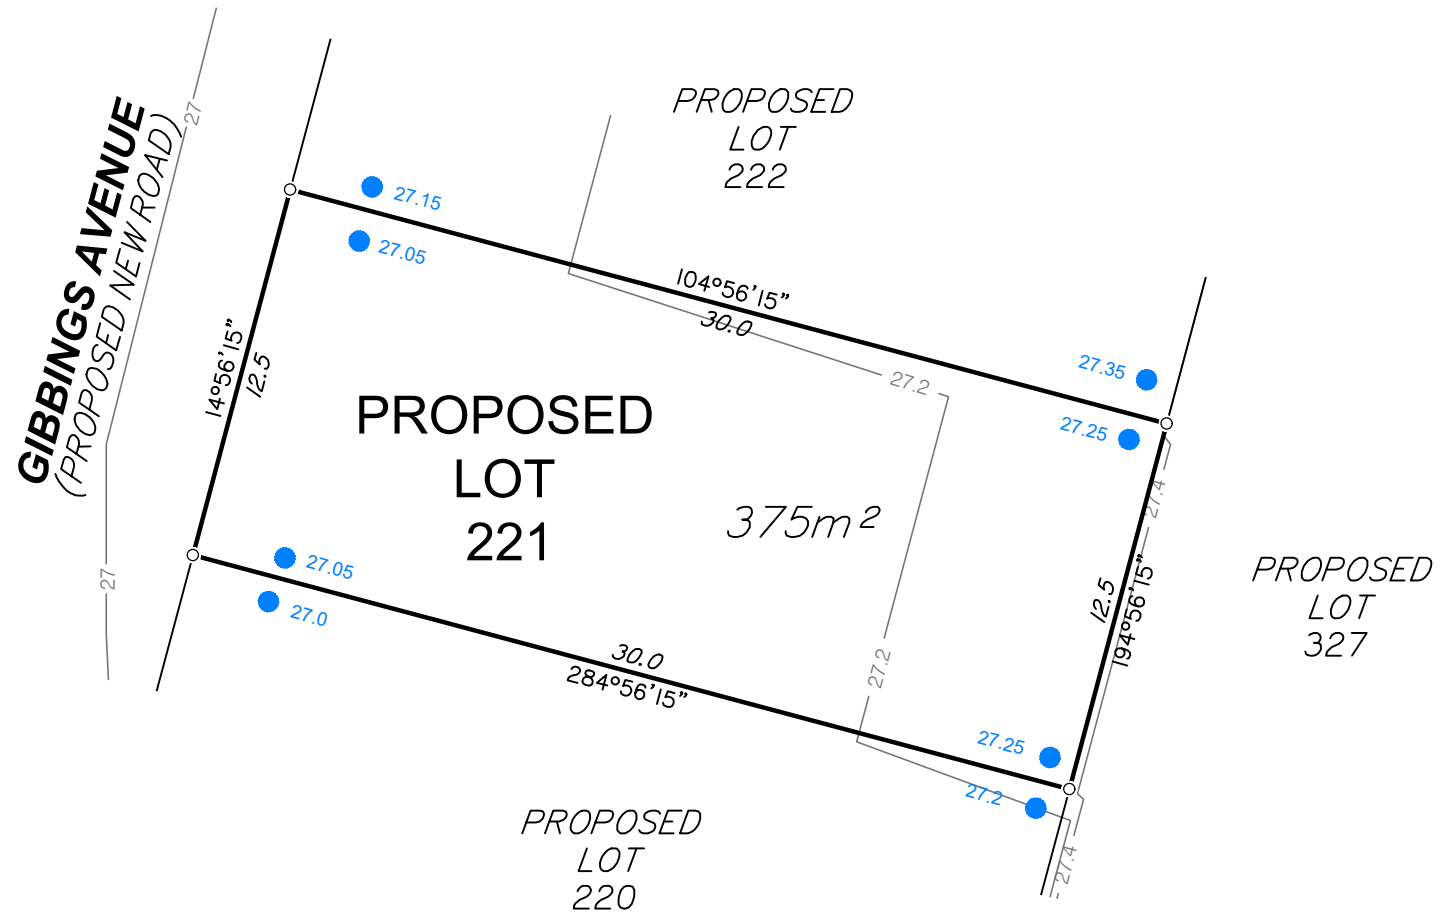 GIBBINGS AVENUE
(PROPOSED NEW ROAD)
27
PROPOSED
LOT
222
27.15
27.05
104°56'15"
30.0
27.35
27.25
27.2
14°56'15"
12.5
PROPOSED
LOT
221
375m²
27.4
12.5
194°56'15"
PROPOSED
LOT
327
27
27.05
27.0
30.0
284°56'15"
27.2
27.25
27.2
27.4
PROPOSED
LOT
220